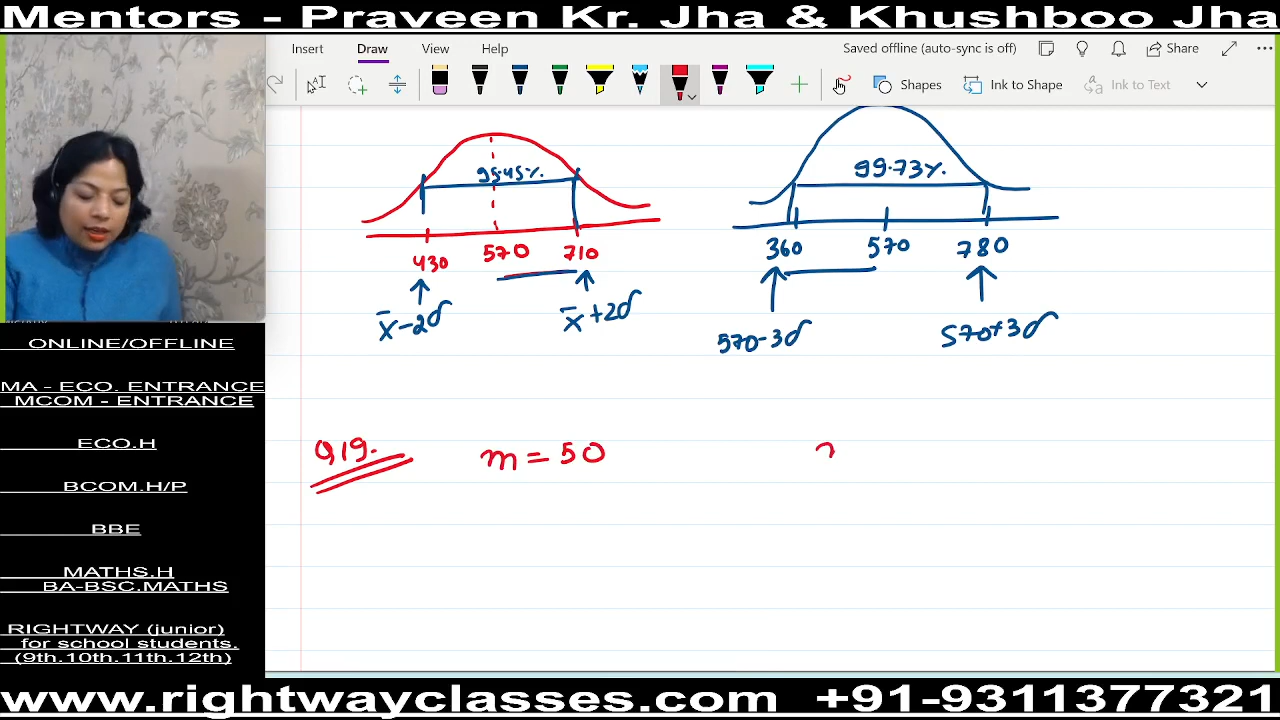 Mentors - Praveen Kr. Jha & Khushboo Jha
Insert Draw View Help Saved offline (auto-sync is off) Share
Shapes Ink to Shape Ink to Text
95.45%.
430 570 710
x̄-2σ x̄+2σ
99.73%.
360 570 780
570-3σ 570+3σ
Q19. m = 50
ONLINE/OFFLINE
MA - ECO. ENTRANCE
MCOM - ENTRANCE
ECO.H
BCOM.H/P
BBE
MATHS.H
BA-BSC.MATHS
RIGHTWAY (junior)
for school students.
(9th.10th.11th.12th)
www.rightwayclasses.com +91-9311377321